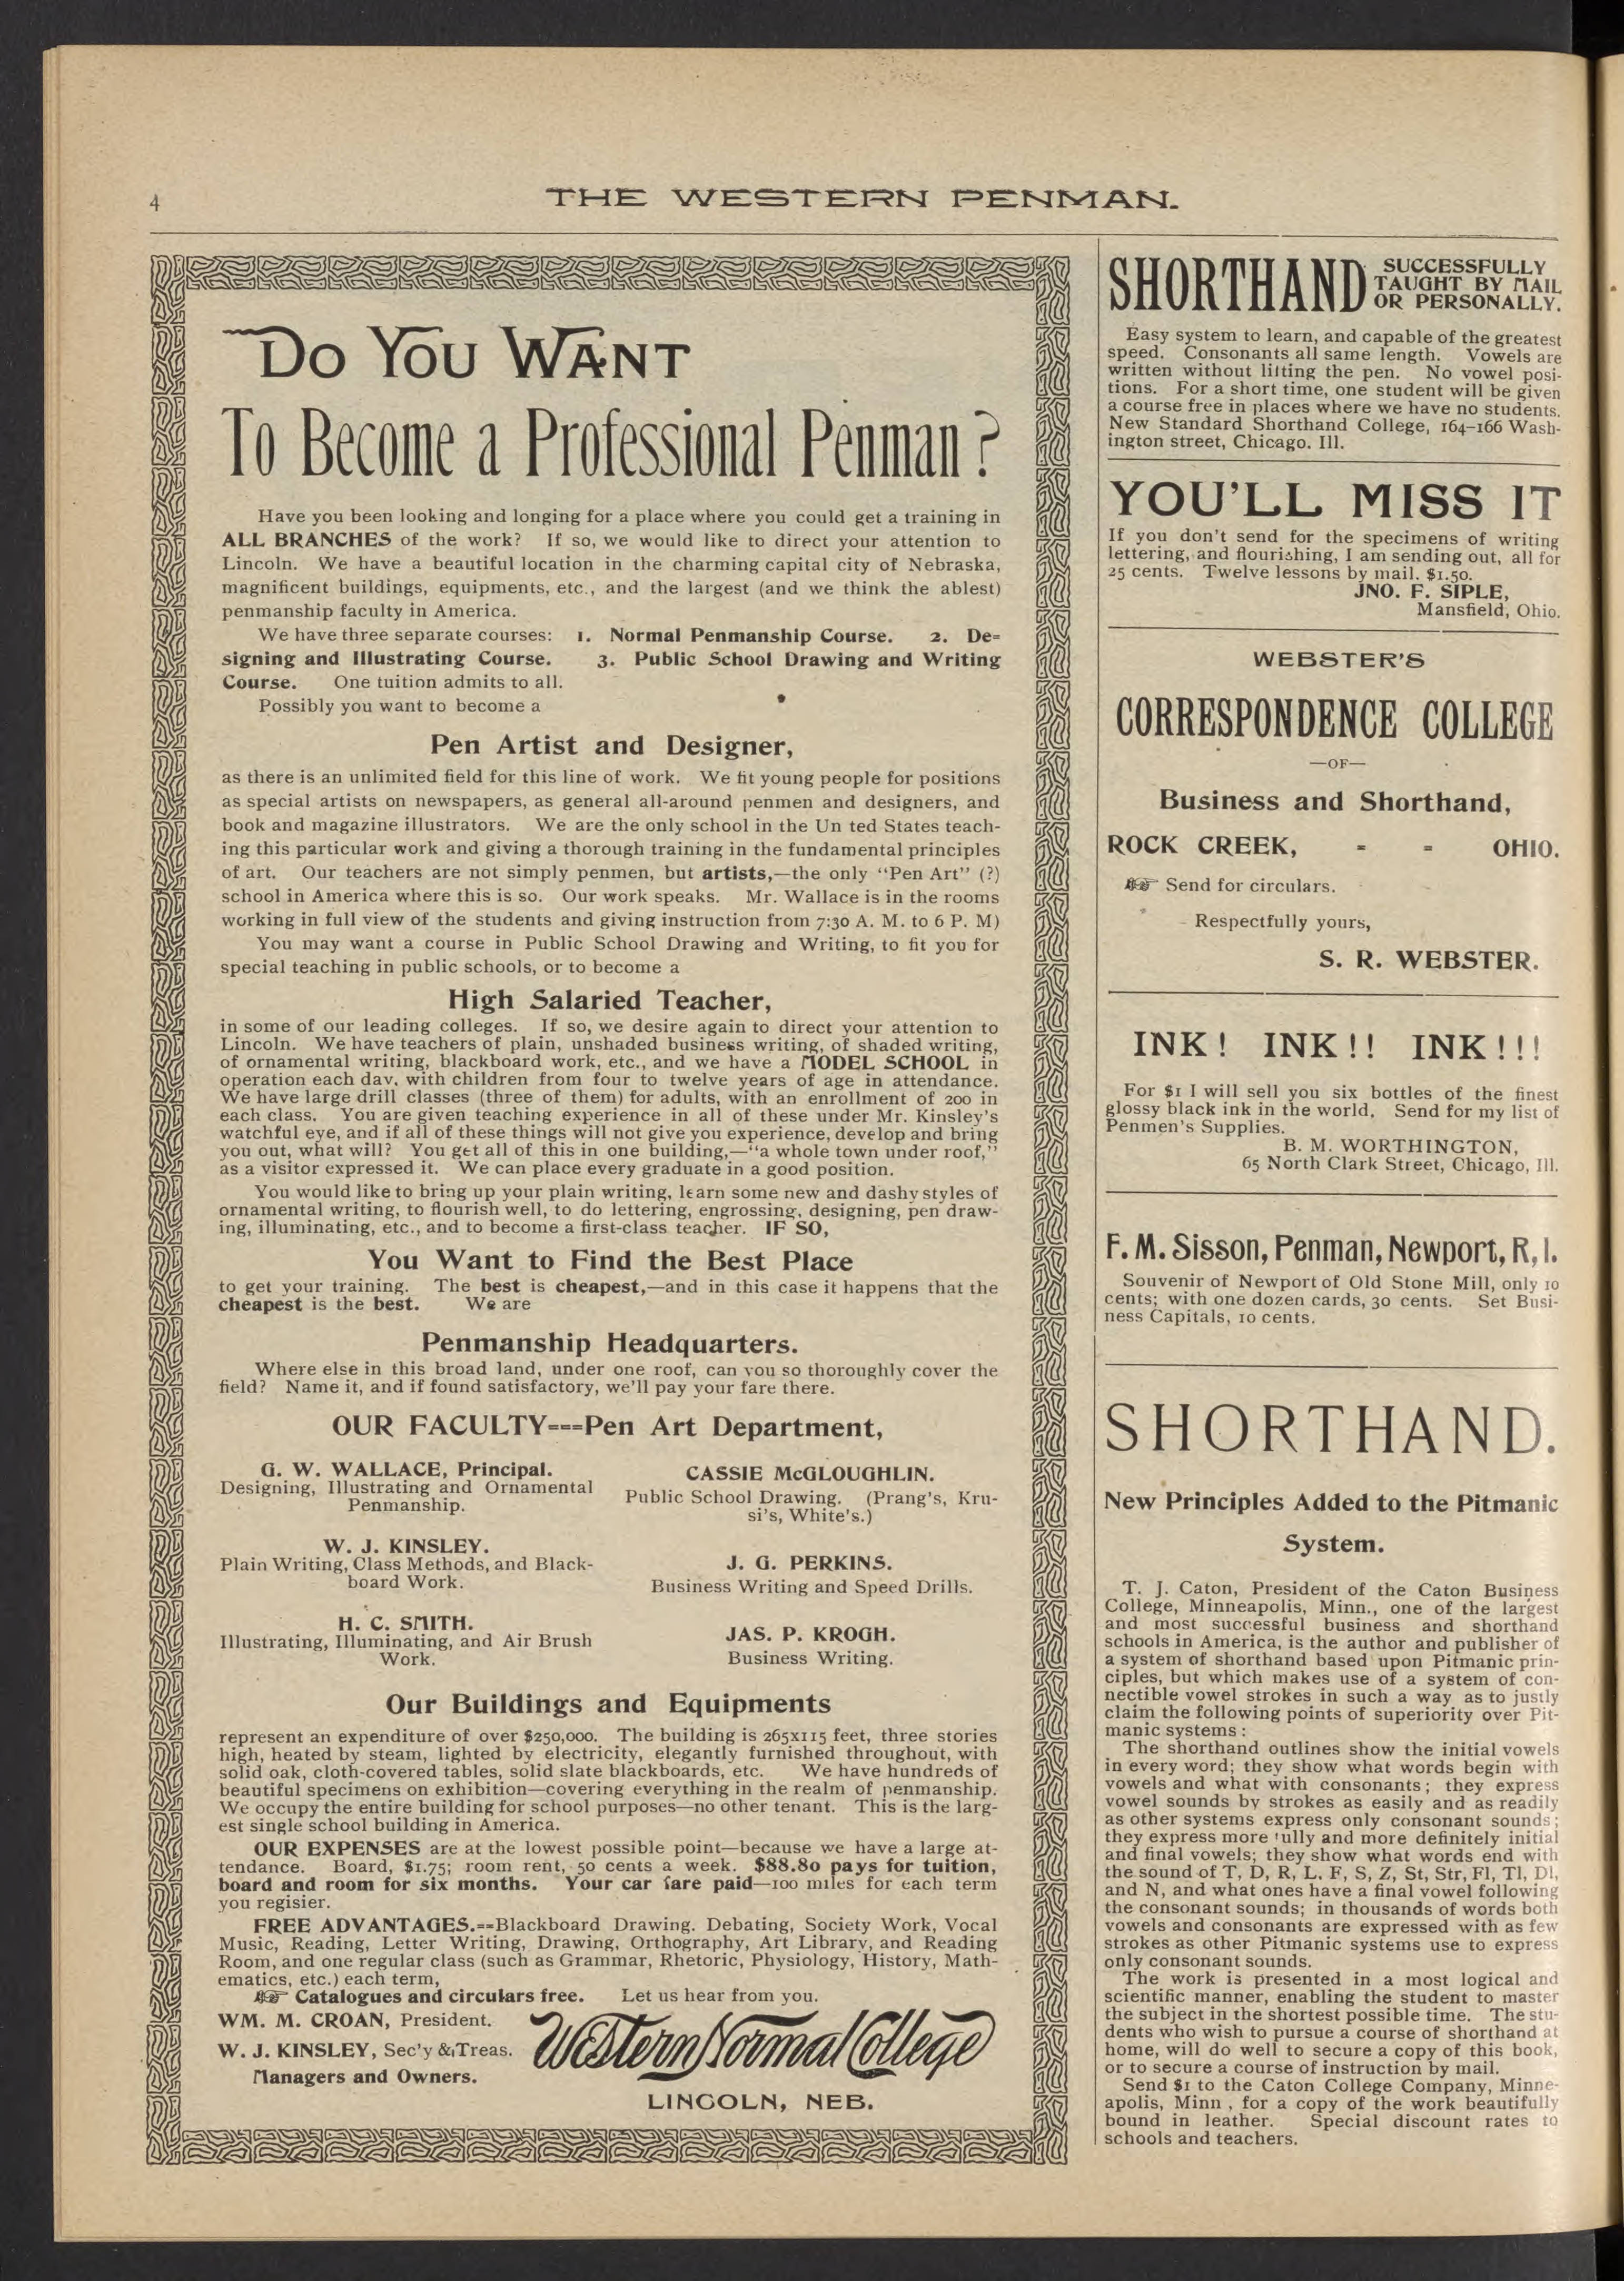 4
THE WESTERN PENMAN.
Do You Want
To Become a Professional Penman?
Have you been looking and longing for a place where you could get a training in
ALL BRANCHES of the work? If so, we would like to direct your attention to
Lincoln. We have a beautiful location in the charming capital city of Nebraska,
magnificent buildings, equipments, etc., and the largest (and we think the ablest)
penmanship faculty in America.
We have three separate courses: 1. Normal Penmanship Course. 2. De=
signing and Illustrating Course. 3. Public School Drawing and Writing
Course. One tuition admits to all.
Possibly you want to become a
Pen Artist and Designer,
as there is an unlimited field for this line of work. We fit young people for positions
as special artists on newspapers, as general all-around penmen and designers, and
book and magazine illustrators. We are the only school in the Un ted States teach-
ing this particular work and giving a thorough training in the fundamental principles
of art. Our teachers are not simply penmen, but artists,—the only "Pen Art" (?)
school in America where this is so. Our work speaks. Mr. Wallace is in the rooms
working in full view of the students and giving instruction from 7:30 A. M. to 6 P. M)
You may want a course in Public School Drawing and Writing, to fit you for
special teaching in public schools, or to become a
High Salaried Teacher,
in some of our leading colleges. If so, we desire again to direct your attention to
Lincoln. We have teachers of plain, unshaded business writing, of shaded writing,
of ornamental writing, blackboard work, etc., and we have a MODEL SCHOOL in
operation each day, with children from four to twelve years of age in attendance.
We have large drill classes (three of them) for adults, with an enrollment of 200 in
each class. You are given teaching experience in all of these under Mr. Kinsley's
watchful eye, and if all of these things will not give you experience, develop and bring
you out, what will? You get all of this in one building,—"a whole town under roof,"
as a visitor expressed it. We can place every graduate in a good position.
You would like to bring up your plain writing, learn some new and dashy styles of
ornamental writing, to flourish well, to do lettering, engrossing, designing, pen draw-
ing, illuminating, etc., and to become a first-class teacher. IF SO,
You Want to Find the Best Place
to get your training. The best is cheapest,—and in this case it happens that the
cheapest is the best. We are
Penmanship Headquarters.
Where else in this broad land, under one roof, can you so thoroughly cover the
field? Name it, and if found satisfactory, we'll pay your fare there.
OUR FACULTY===Pen Art Department,
G. W. WALLACE, Principal.
Designing, Illustrating and Ornamental
Penmanship.
W. J. KINSLEY.
Plain Writing, Class Methods, and Black-
board Work.
H. C. SMITH.
Illustrating, Illuminating, and Air Brush
Work.
CASSIE McGLOUGHLIN.
Public School Drawing. (Prang's, Kru-
si's, White's.)
J. G. PERKINS.
Business Writing and Speed Drills.
JAS. P. KROGH.
Business Writing.
Our Buildings and Equipments
represent an expenditure of over $250,000. The building is 265x115 feet, three stories
high, heated by steam, lighted by electricity, elegantly furnished throughout, with
solid oak, cloth-covered tables, solid slate blackboards, etc. We have hundreds of
beautiful specimens on exhibition—covering everything in the realm of penmanship.
We occupy the entire building for school purposes—no other tenant. This is the larg-
est single school building in America.
OUR EXPENSES are at the lowest possible point—because we have a large at-
tendance. Board, $1.75; room rent, 50 cents a week. $88.80 pays for tuition,
board and room for six months. Your car fare paid—100 miles for each term
you regisier.
FREE ADVANTAGES.==Blackboard Drawing. Debating, Society Work, Vocal
Music, Reading, Letter Writing, Drawing, Orthography, Art Library, and Reading
Room, and one regular class (such as Grammar, Rhetoric, Physiology, History, Math-
ematics, etc.) each term,
☞ Catalogues and circulars free. Let us hear from you.
WM. M. CROAN, President.
W. J. KINSLEY, Sec'y & Treas.
Managers and Owners.
Western Normal College
LINCOLN, NEB.
SHORTHAND SUCCESSFULLY
TAUGHT BY MAIL
OR PERSONALLY.
Easy system to learn, and capable of the greatest
speed. Consonants all same length. Vowels are
written without lifting the pen. No vowel posi-
tions. For a short time, one student will be given
a course free in places where we have no students.
New Standard Shorthand College, 164-166 Wash-
ington street, Chicago. Ill.
YOU'LL MISS IT
If you don't send for the specimens of writing
lettering, and flourishing, I am sending out, all for
25 cents. Twelve lessons by mail. $1.50.
JNO. F. SIPLE,
Mansfield, Ohio.
WEBSTER'S
CORRESPONDENCE COLLEGE
—OF—
Business and Shorthand,
ROCK CREEK, = = OHIO.
☞ Send for circulars.
Respectfully yours,
S. R. WEBSTER.
INK! INK!! INK!!!
For $1 I will sell you six bottles of the finest
glossy black ink in the world. Send for my list of
Penmen's Supplies.
B. M. WORTHINGTON,
65 North Clark Street, Chicago, Ill.
F. M. Sisson, Penman, Newport, R, I.
Souvenir of Newport of Old Stone Mill, only 10
cents; with one dozen cards, 30 cents. Set Busi-
ness Capitals, 10 cents.
SHORTHAND.
New Principles Added to the Pitmanic
System.
T. J. Caton, President of the Caton Business
College, Minneapolis, Minn., one of the largest
and most successful business and shorthand
schools in America, is the author and publisher of
a system of shorthand based upon Pitmanic prin-
ciples, but which makes use of a system of con-
nectible vowel strokes in such a way as to justly
claim the following points of superiority over Pit-
manic systems:
The shorthand outlines show the initial vowels
in every word; they show what words begin with
vowels and what with consonants; they express
vowel sounds by strokes as easily and as readily
as other systems express only consonant sounds;
they express more fully and more definitely initial
and final vowels; they show what words end with
the sound of T, D, R, L, F, S, Z, St, Str, Fl, Tl, Dl,
and N, and what ones have a final vowel following
the consonant sounds; in thousands of words both
vowels and consonants are expressed with as few
strokes as other Pitmanic systems use to express
only consonant sounds.
The work is presented in a most logical and
scientific manner, enabling the student to master
the subject in the shortest possible time. The stu-
dents who wish to pursue a course of shorthand at
home, will do well to secure a copy of this book,
or to secure a course of instruction by mail.
Send $1 to the Caton College Company, Minne-
apolis, Minn , for a copy of the work beautifully
bound in leather. Special discount rates to
schools and teachers.